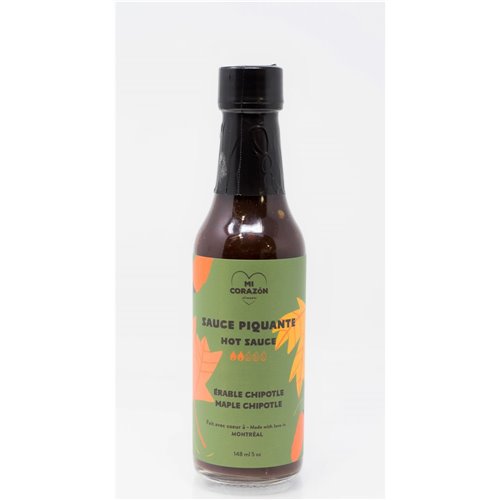 MI
CORAZÓN
SAUCE PIQUANTE
HOT SAUCE
ÉRABLE CHIPOTLE
MAPLE CHIPOTLE
Fait avec coeur à - Made with love in
MONTRÉAL
148 ml 5 oz